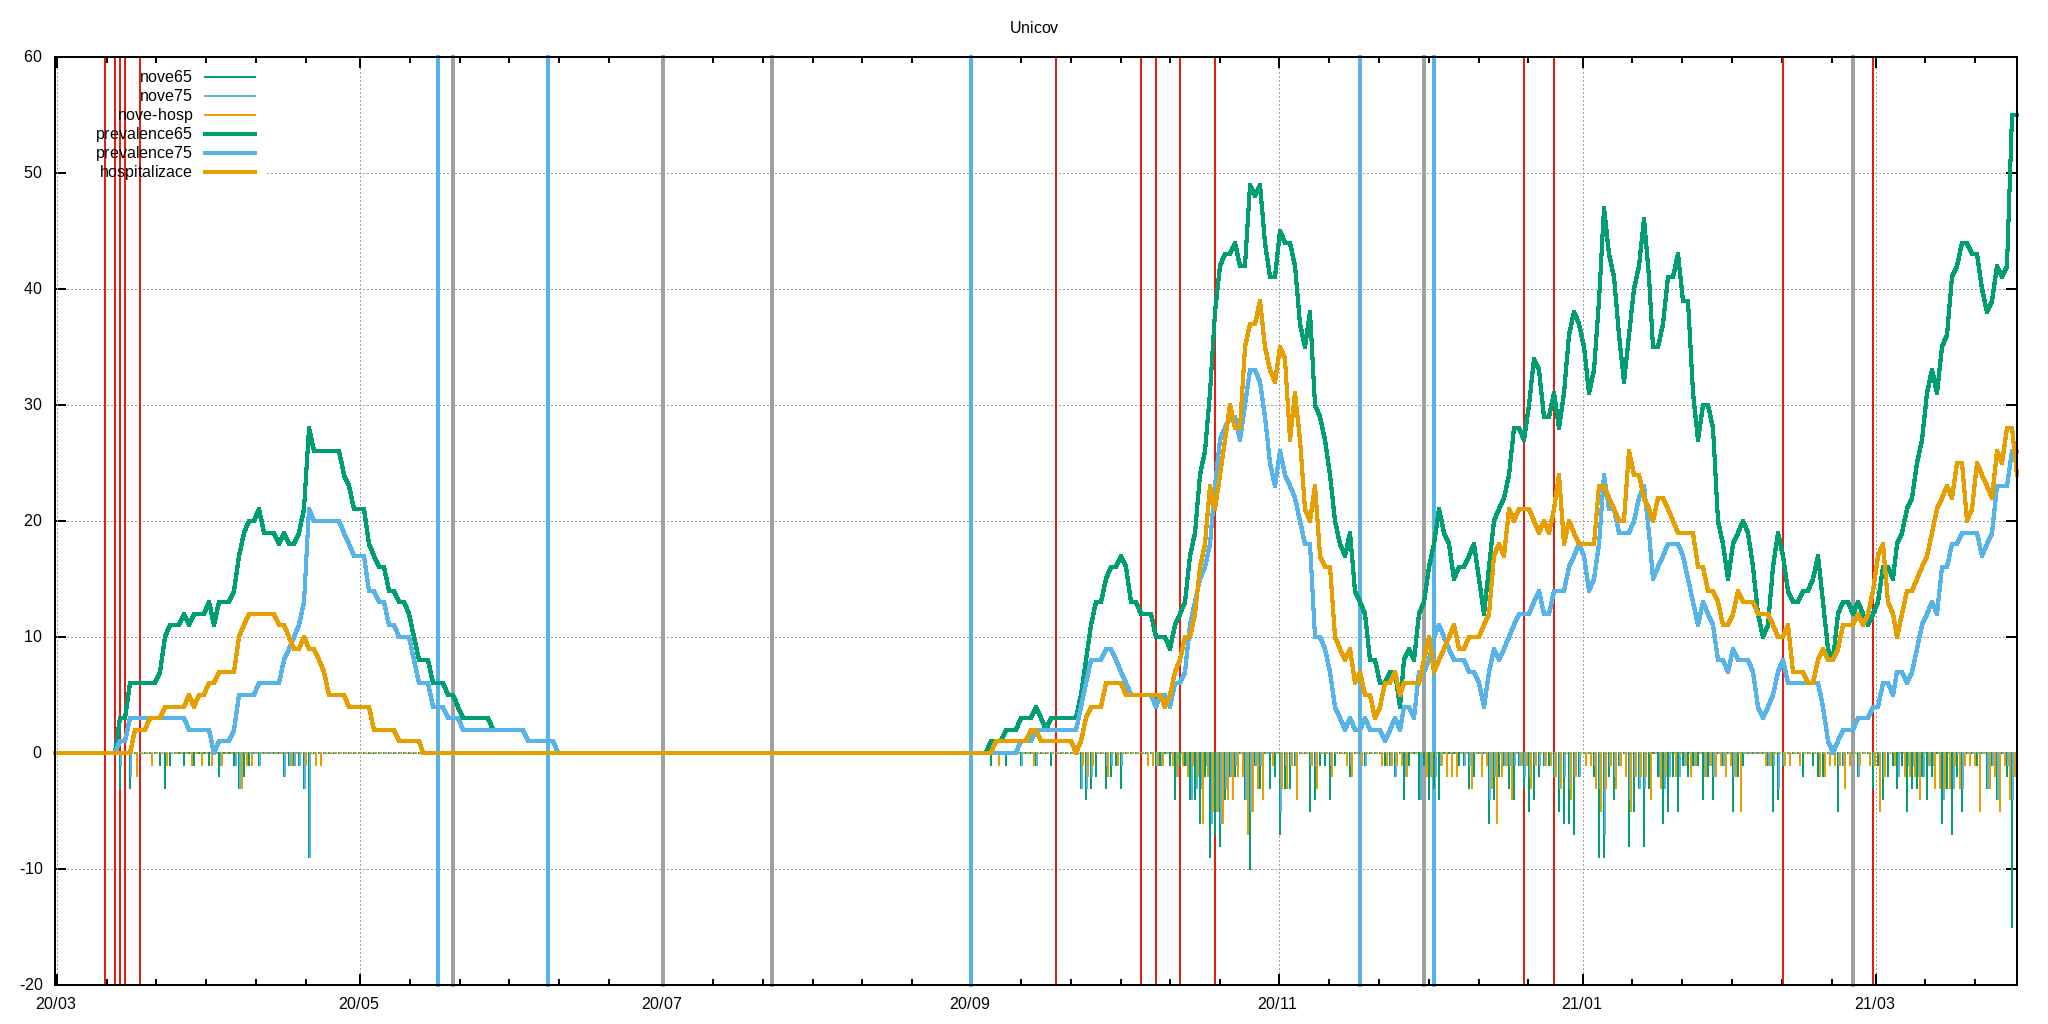 Unicov
60
50
40
30
20
10
0
-10
-20
nove65
nove75
nove-hosp
prevalence65
prevalence75
hospitalizace
20/03 20/05 20/07 20/09 20/11 21/01 21/03